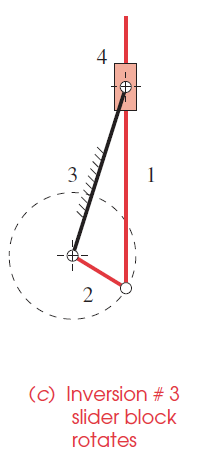 4
3
1
2
(c) Inversion # 3
slider block
rotates